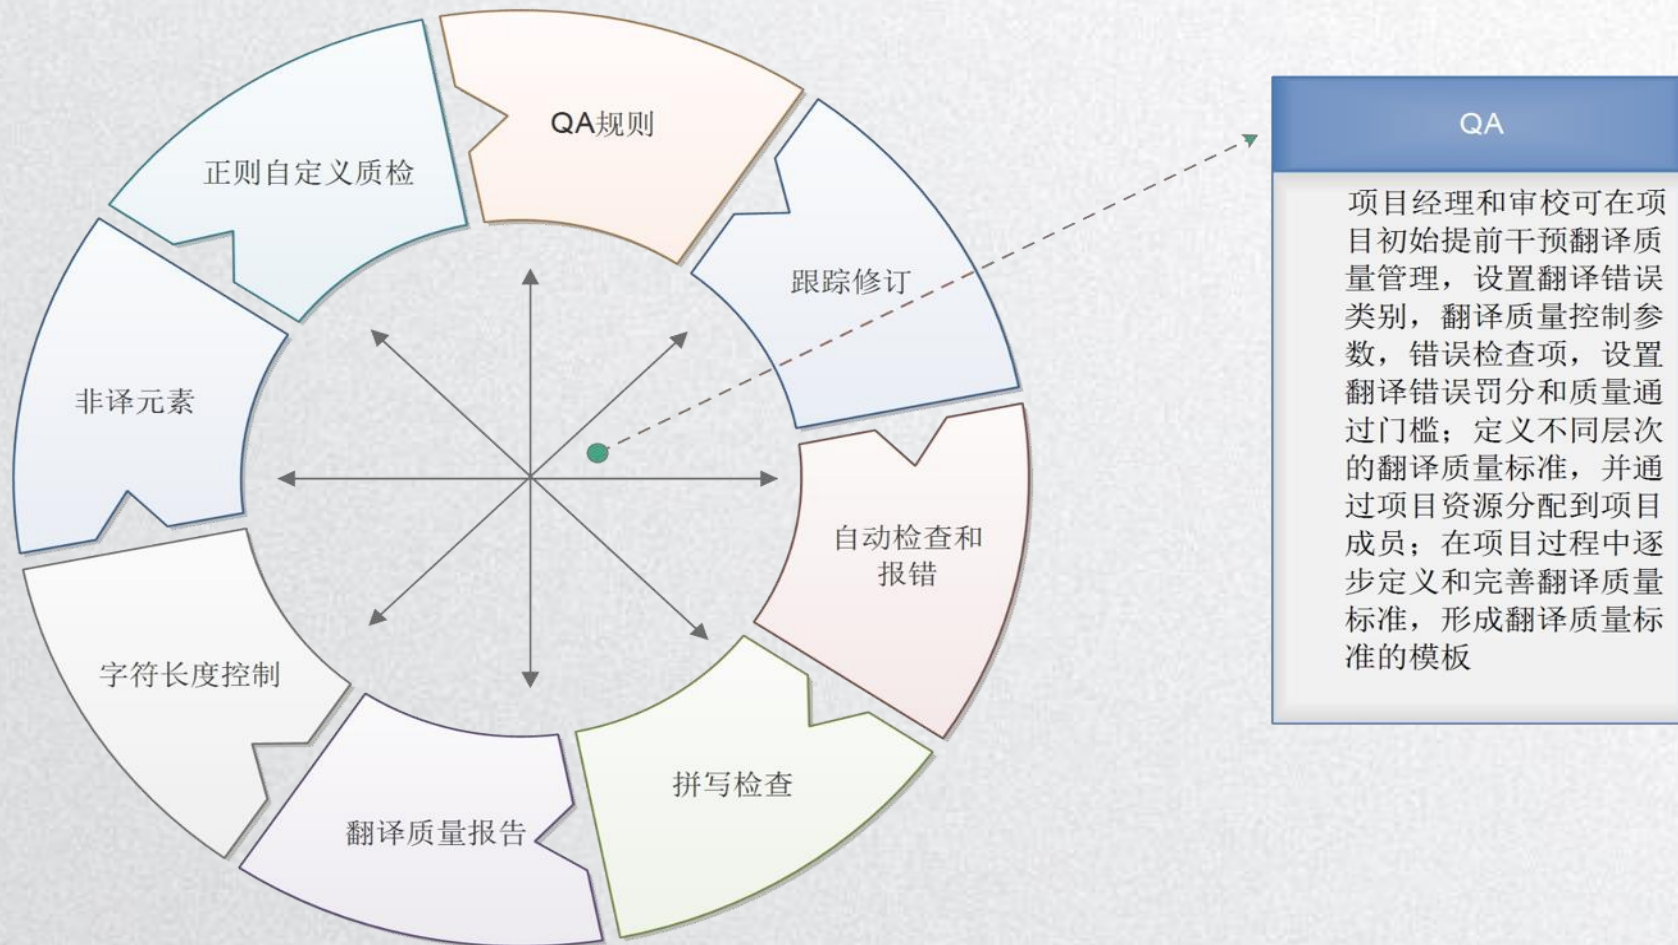 QA规则
正则自定义质检
跟踪修订
非译元素
自动检查和
报错
字符长度控制
拼写检查
翻译质量报告
QA
项目经理和审校可在项
目初始提前干预翻译质
量管理，设置翻译错误
类别，翻译质量控制参
数，错误检查项，设置
翻译错误罚分和质量通
过门槛；定义不同层次
的翻译质量标准，并通
过项目资源分配到项目
成员；在项目过程中逐
步定义和完善翻译质量
标准，形成翻译质量标
准的模板